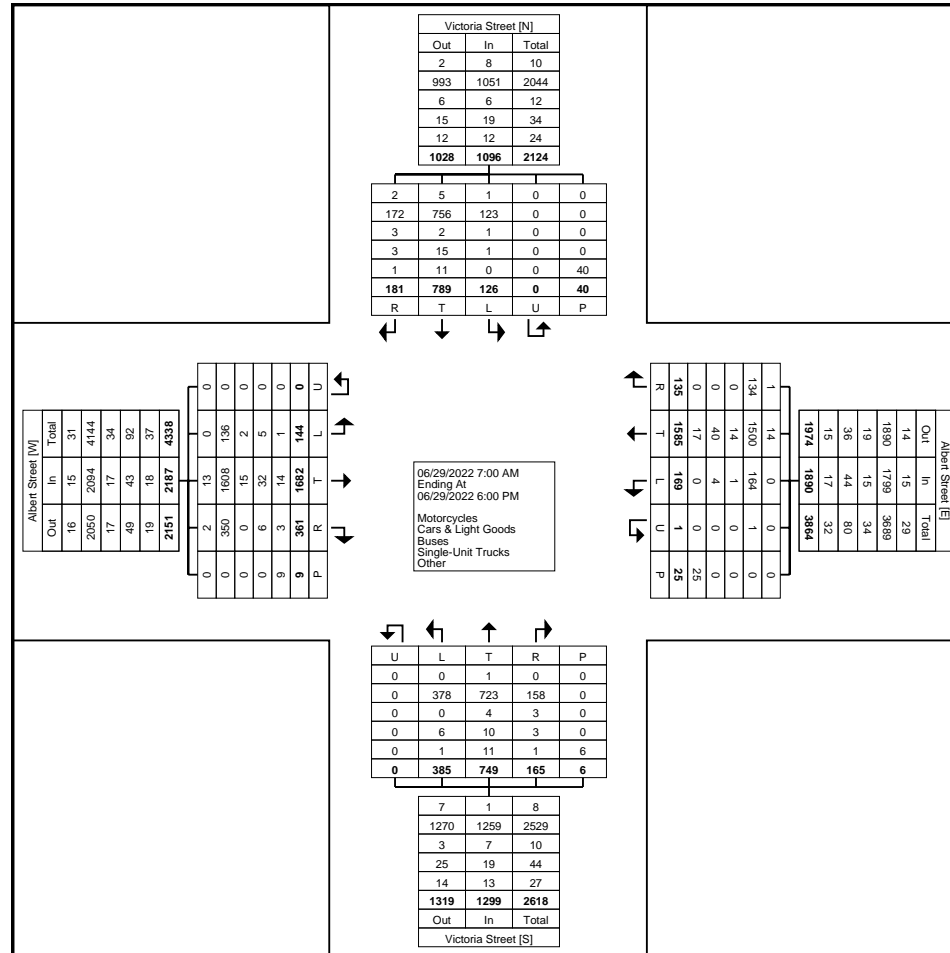 Victoria Street [N]
Out In Total
2 8 10
993 1051 2044
6 6 12
15 19 34
12 12 24
1028 1096 2124
2 5 1 0 0
172 756 123 0 0
3 2 1 0 0
3 15 1 0 0
1 11 0 0 40
181 789 126 0 40
R T L U P
Albert Street [W]
Total 31 4144 34 92 37 4338
In 15 2094 17 43 18 2187
Out 16 2050 17 49 19 2151
0 0 0 0 0 0 U
0 136 2 5 1 144 L
13 1608 15 32 14 1682 T
2 350 0 6 3 361 R
0 0 0 0 9 9 P
06/29/2022 7:00 AM
Ending At
06/29/2022 6:00 PM
Motorcycles
Cars & Light Goods
Buses
Single-Unit Trucks
Other
R 135 0 0 0 134 1
T 1585 17 40 14 1500 14
L 169 0 4 1 164 0
U 1 0 0 0 1 0
P 25 25 0 0 0 0
1974 15 36 19 1890 14 Out
1890 17 44 15 1799 15 In
3864 32 80 34 3689 29 Total
Albert Street [E]
U L T R P
0 0 1 0 0
0 378 723 158 0
0 0 4 3 0
0 6 10 3 0
0 1 11 1 6
0 385 749 165 6
7 1 8
1270 1259 2529
3 7 10
25 19 44
14 13 27
1319 1299 2618
Out In Total
Victoria Street [S]